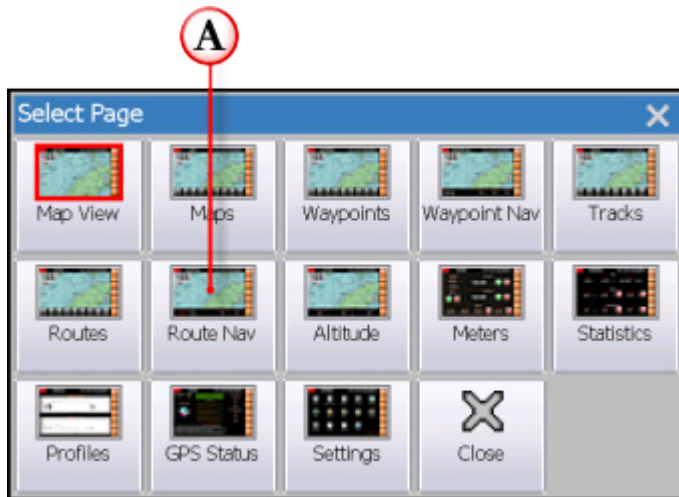 A
Select Page
Map View Maps Waypoints Waypoint Nav Tracks
Routes Route Nav Altitude Meters Statistics
Profiles GPS Status Settings Close